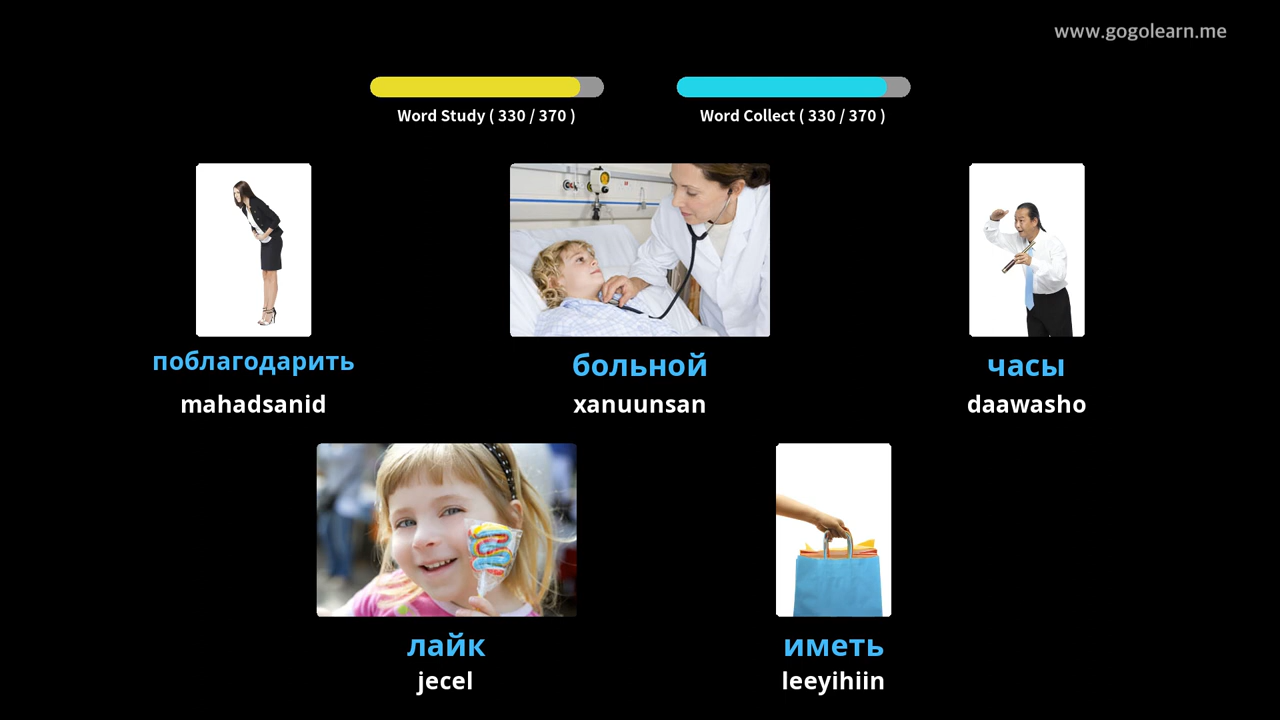 www.gogolearn.me
Word Study ( 330 / 370 )
Word Collect ( 330 / 370 )
поблагодарить
mahadsanid
больной
xanuunsan
часы
daawasho
лайк
jecel
иметь
leeyihiin